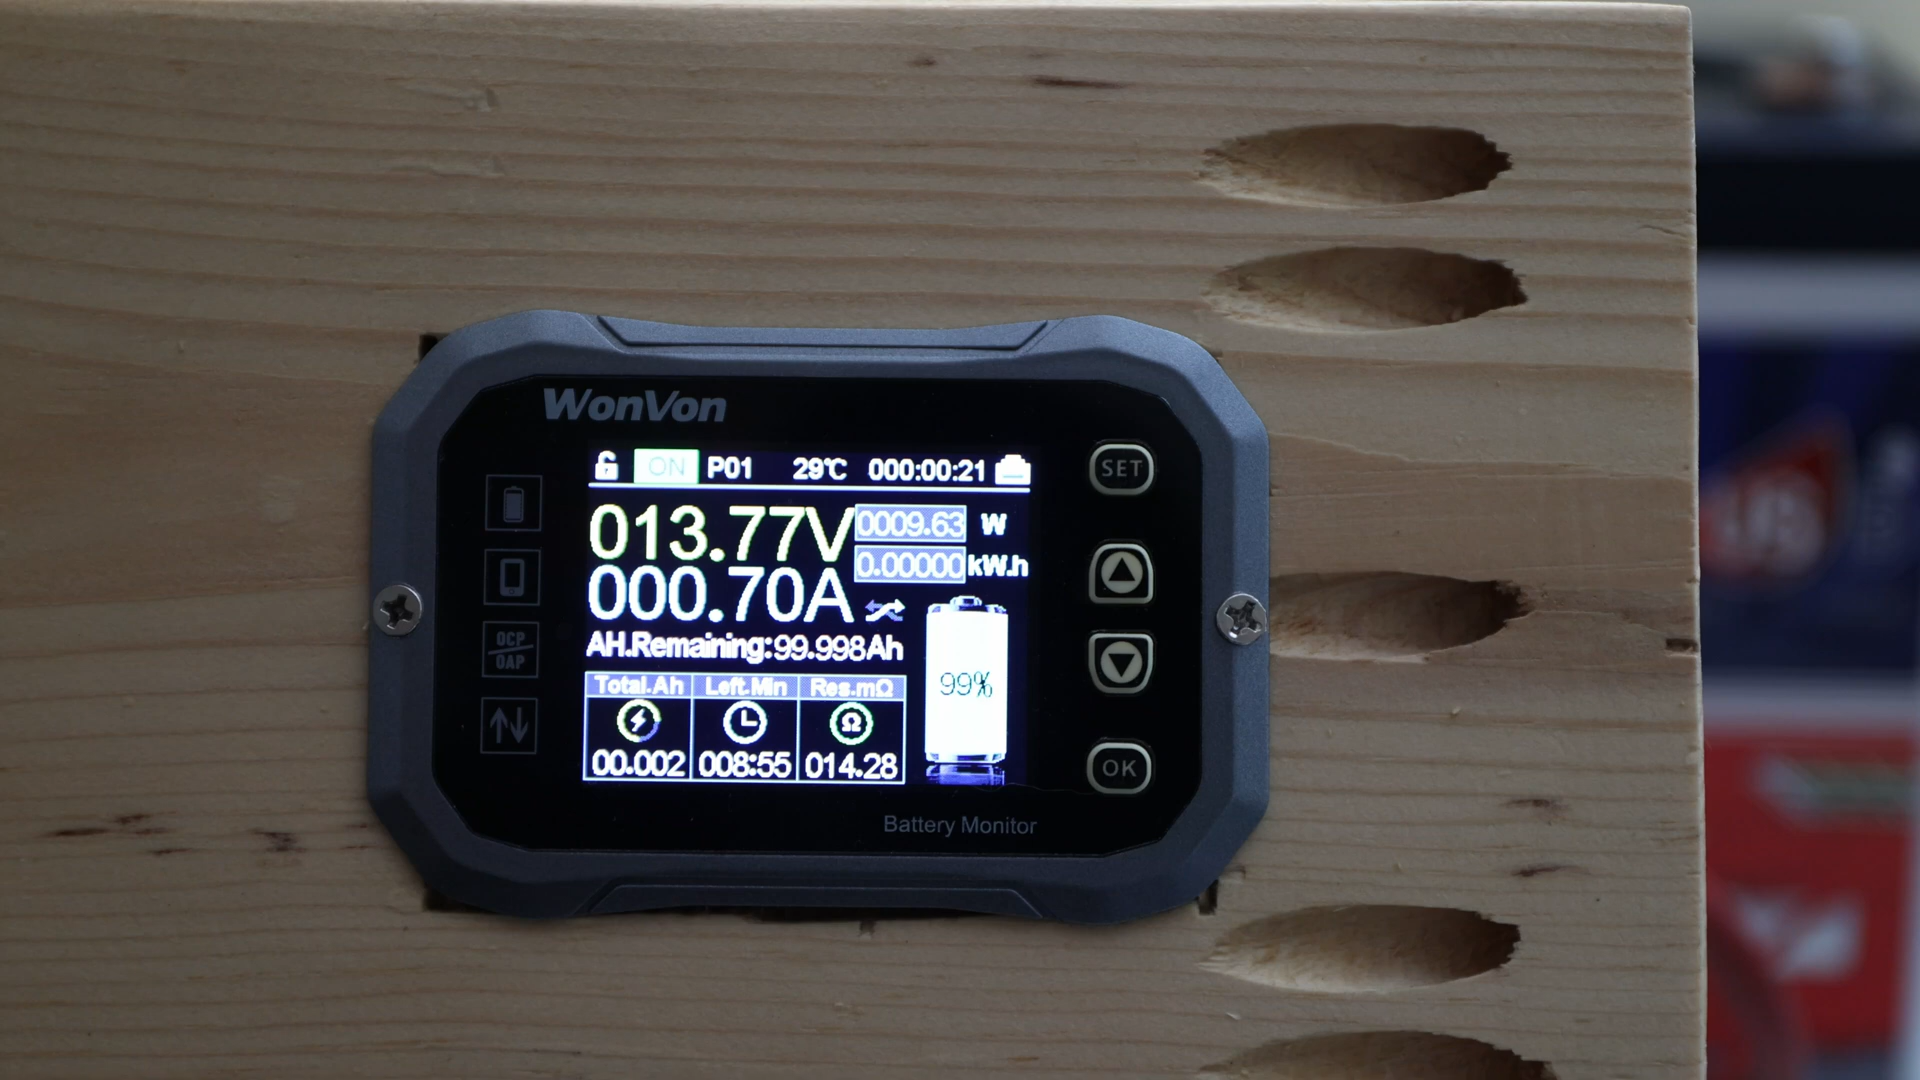 WonVon
ON P01 29℃ 000:00:21
013.77V 0009.63 W
0.00000 kW.h
000.70A
AH.Remaining:99.998Ah
99%
Total.Ah Left.Min Res.mΩ
Ω
00.002 008:55 014.28
Battery Monitor
OCP
OAP
SET
OK